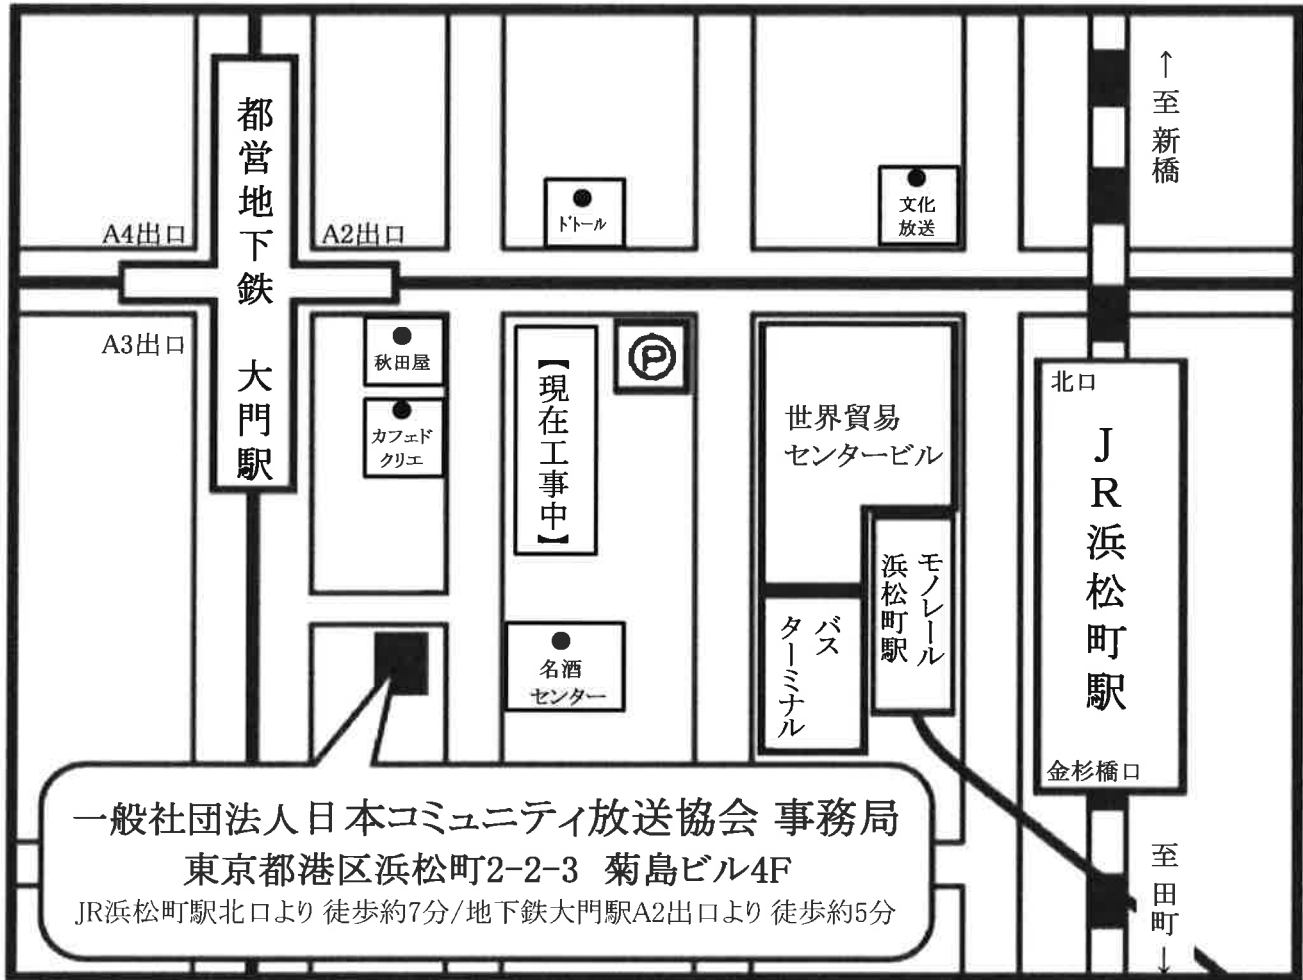 都営地下鉄 大門駅
A4出口
A2出口
A3出口
ドトール
文化
放送
↑至新橋
秋田屋
カフェド
クリエ
【現在工事中】
P
世界貿易
センタービル
モノレール
浜松町駅
バス
ターミナル
名酒
センター
北口
JR浜松町駅
金杉橋口
至田町↓
一般社団法人日本コミュニティ放送協会 事務局
東京都港区浜松町2-2-3 菊島ビル4F
JR浜松町駅北口より 徒歩約7分/地下鉄大門駅A2出口より 徒歩約5分